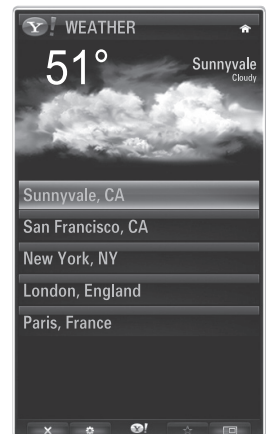 Y! WEATHER
51°
Sunnyvale
Cloudy
Sunnyvale, CA
San Francisco, CA
New York, NY
London, England
Paris, France
Y!